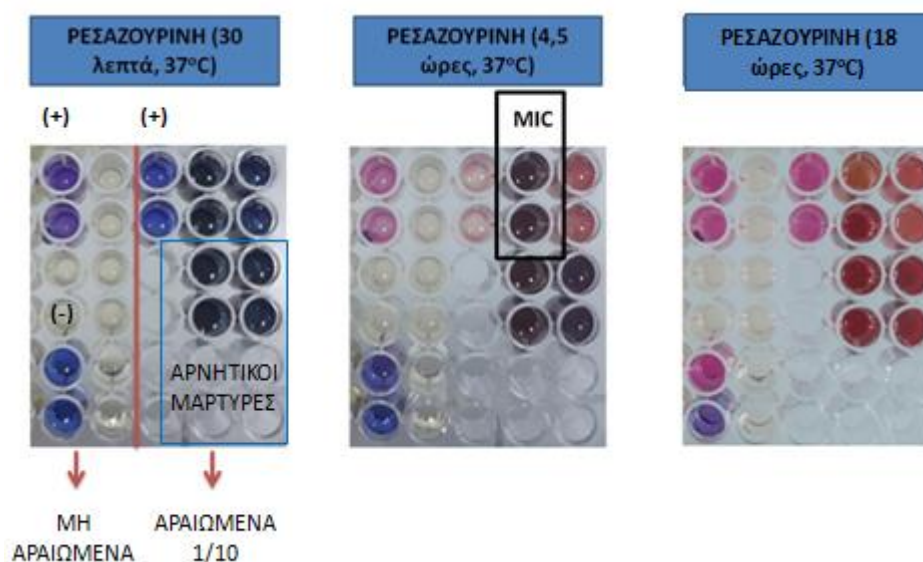 ΡΕΣΑΖΟΥΡΙΝΗ (30
λεπτά, 37°C)
ΡΕΣΑΖΟΥΡΙΝΗ (4,5
ώρες, 37°C)
ΡΕΣΑΖΟΥΡΙΝΗ (18
ώρες, 37°C)
(+)
(+)
MIC
(-)
ΑΡΝΗΤΙΚΟΙ
ΜΑΡΤΥΡΕΣ
ΜΗ
ΑΡΑΙΩΜΕΝΑ
ΑΡΑΙΩΜΕΝΑ
1/10